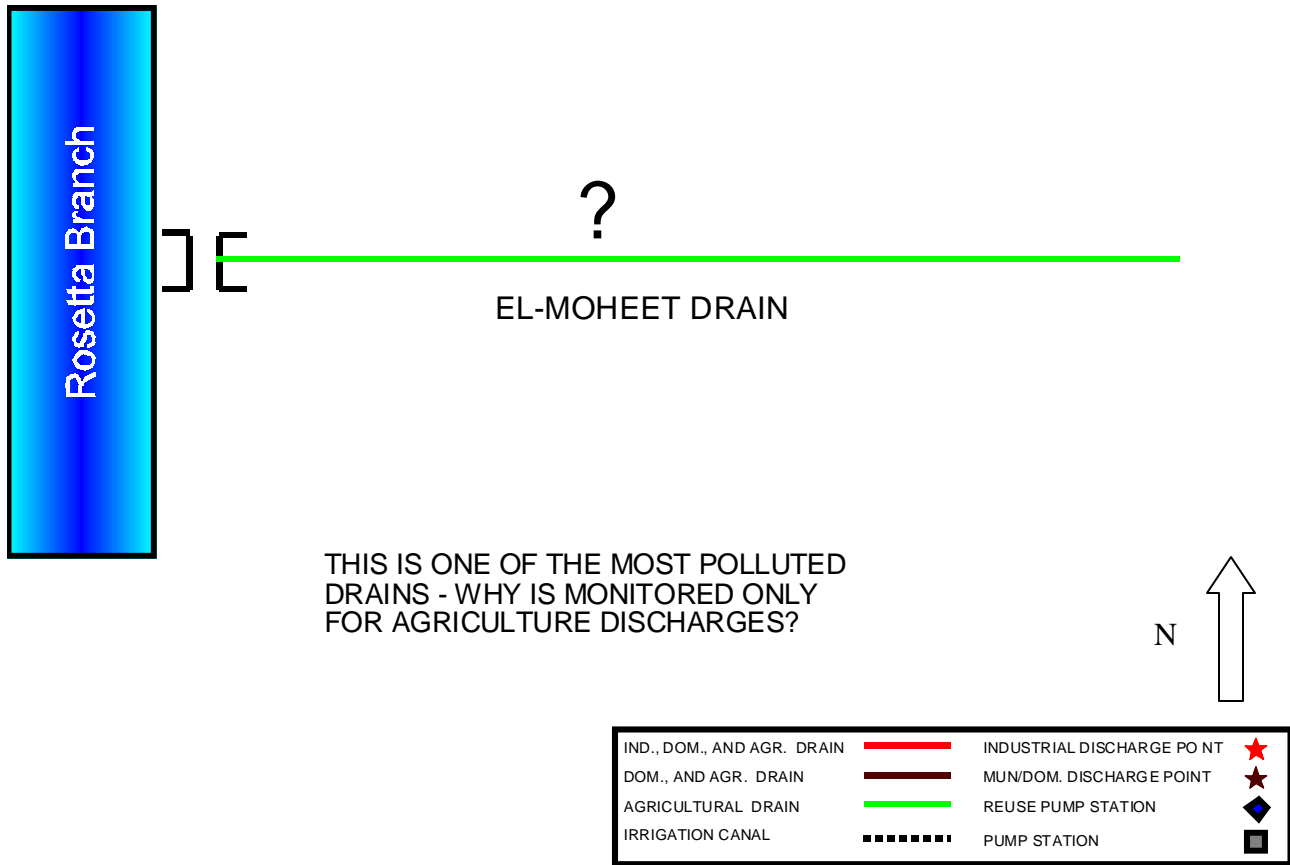 Rosetta Branch
?
EL-MOHEET DRAIN
THIS IS ONE OF THE MOST POLLUTED
DRAINS - WHY IS MONITORED ONLY
FOR AGRICULTURE DISCHARGES?
N
IND., DOM., AND AGR. DRAIN
INDUSTRIAL DISCHARGE PO NT
DOM., AND AGR. DRAIN
MUN/DOM. DISCHARGE POINT
AGRICULTURAL DRAIN
REUSE PUMP STATION
IRRIGATION CANAL
PUMP STATION